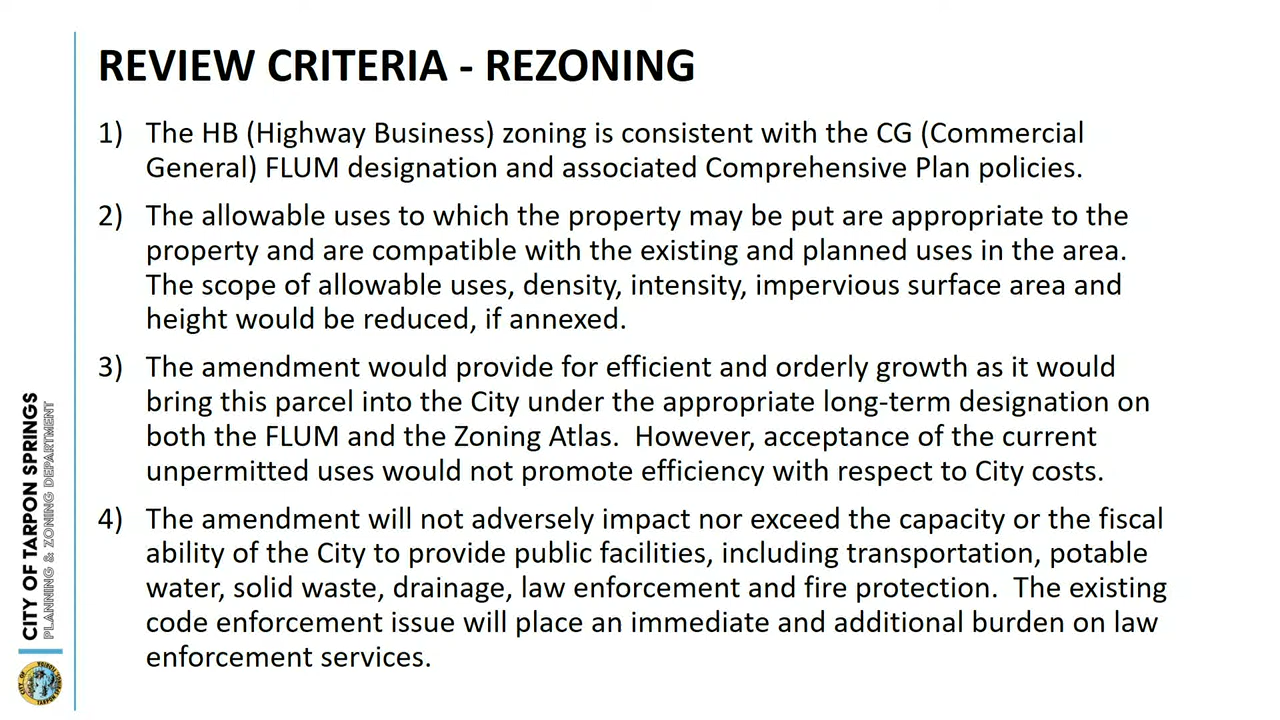 REVIEW CRITERIA - REZONING
1) The HB (Highway Business) zoning is consistent with the CG (Commercial
General) FLUM designation and associated Comprehensive Plan policies.
2) The allowable uses to which the property may be put are appropriate to the
property and are compatible with the existing and planned uses in the area.
The scope of allowable uses, density, intensity, impervious surface area and
height would be reduced, if annexed.
3) The amendment would provide for efficient and orderly growth as it would
bring this parcel into the City under the appropriate long-term designation on
both the FLUM and the Zoning Atlas.  However, acceptance of the current
unpermitted uses would not promote efficiency with respect to City costs.
4) The amendment will not adversely impact nor exceed the capacity or the fiscal
ability of the City to provide public facilities, including transportation, potable
water, solid waste, drainage, law enforcement and fire protection.  The existing
code enforcement issue will place an immediate and additional burden on law
enforcement services.
CITY OF TARPON SPRINGS
PLANNING & ZONING DEPARTMENT